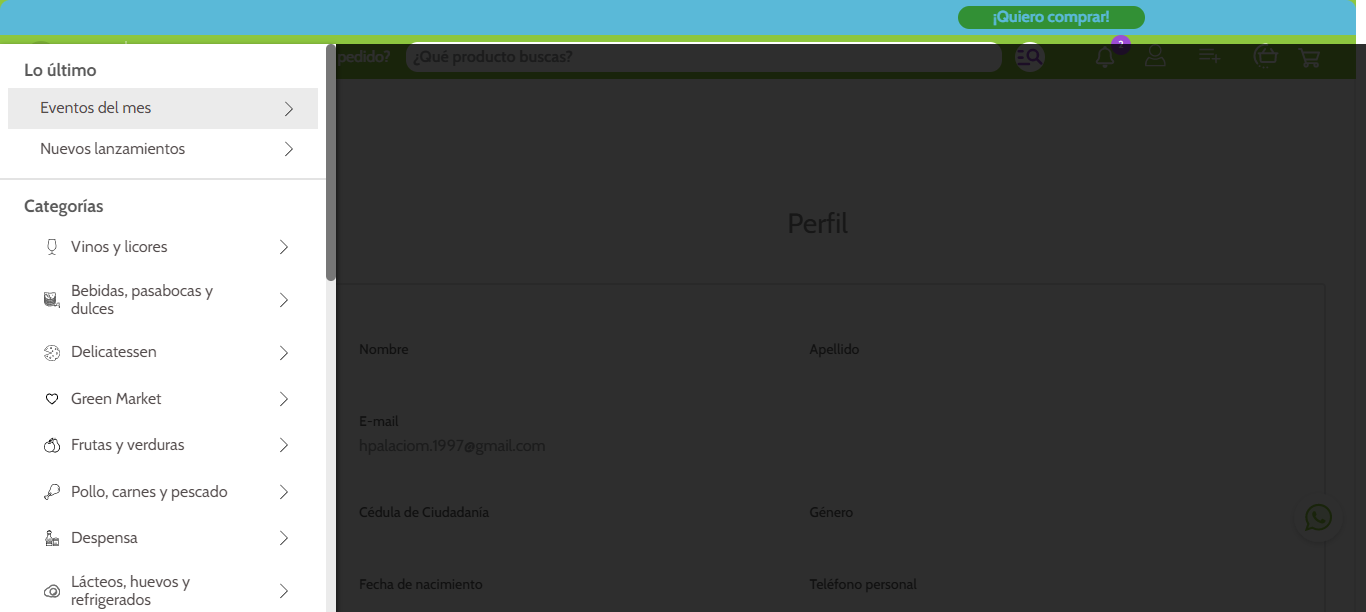 ¡Quiero comprar!
pedido?
¿Qué producto buscas?
2
Lo último
Eventos del mes
Nuevos lanzamientos
Categorías
Vinos y licores
Bebidas, pasabocas y
dulces
Delicatessen
Green Market
Frutas y verduras
Pollo, carnes y pescado
Despensa
Lácteos, huevos y
refrigerados
Perfil
Nombre
Apellido
E-mail
hpalaciom.1997@gmail.com
Cédula de Ciudadanía
Género
Fecha de nacimiento
Teléfono personal